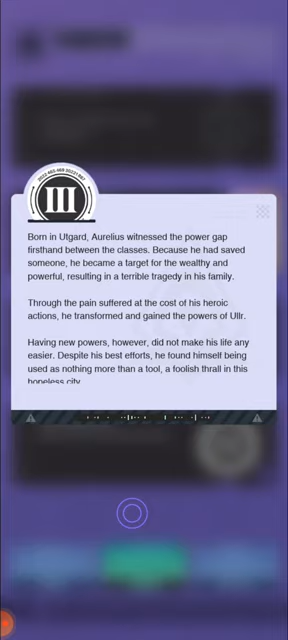 III
Born in Utgard, Aurelius witnessed the power gap
firsthand between the classes. Because he had saved
someone, he became a target for the wealthy and
powerful, resulting in a terrible tragedy in his family.
Through the pain suffered at the cost of his heroic
actions, he transformed and gained the powers of Ullr.
Having new powers, however, did not make his life any
easier. Despite his best efforts, he found himself being
used as nothing more than a tool, a foolish thrall in this
hopeless city.